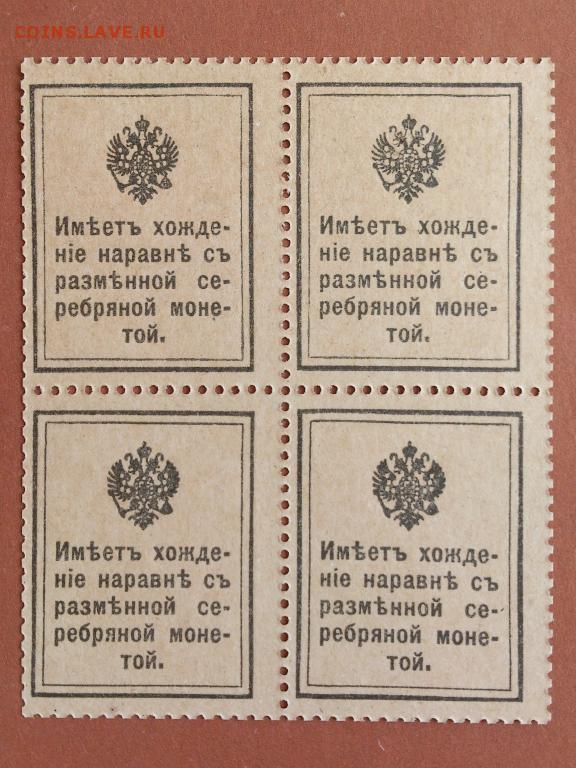 COINS.LAVE.RU
Имѣетъ хожде-
ніе наравнѣ съ
размѣнной се-
ребряной моне-
той.
Имѣетъ хожде-
ніе наравнѣ съ
размѣнной се-
ребряной моне-
той.
Имѣетъ хожде-
ніе наравнѣ съ
размѣнной се-
ребряной моне-
той.
Имѣетъ хожде-
ніе наравнѣ съ
размѣнной се-
ребряной моне-
той.